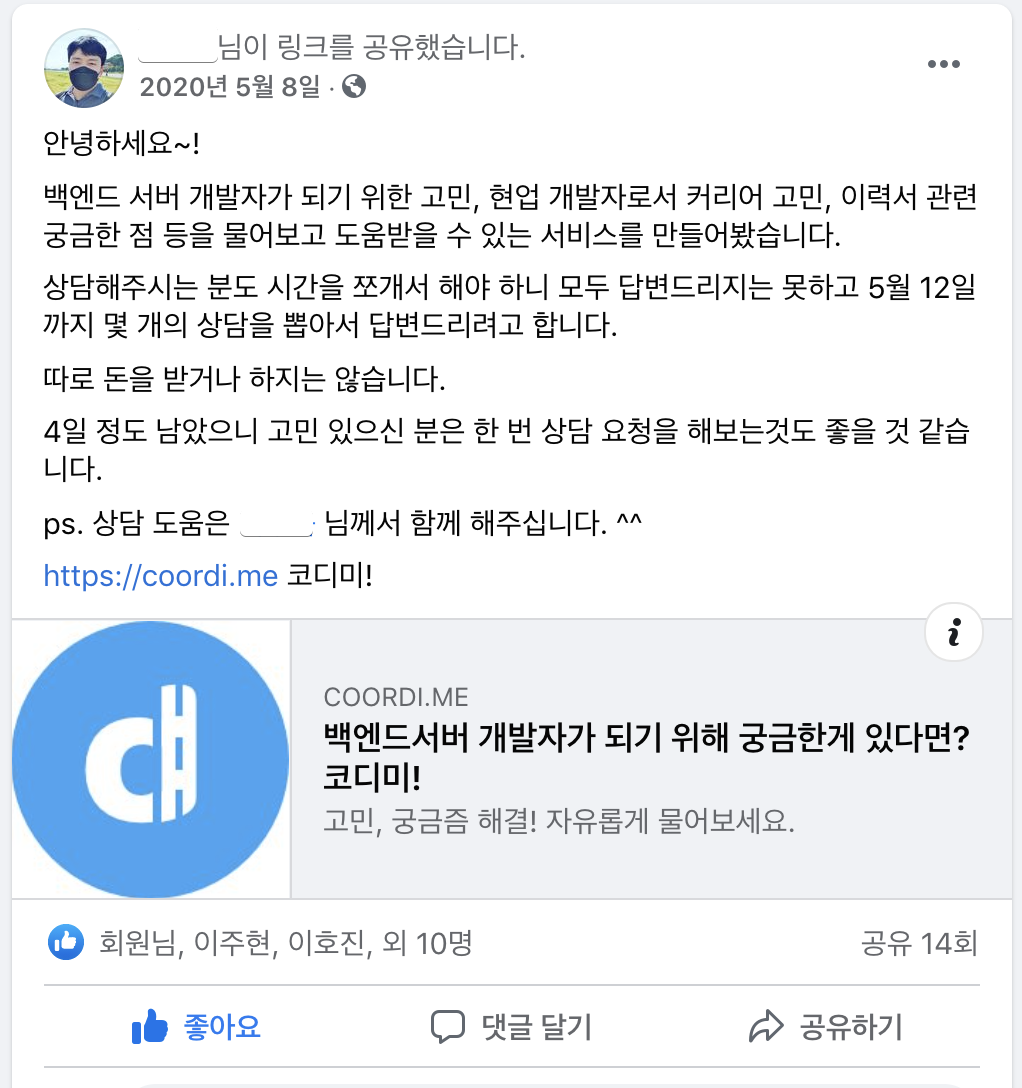 님이 링크를 공유했습니다.
2020년 5월 8일 ·
안녕하세요~!
백엔드 서버 개발자가 되기 위한 고민, 현업 개발자로서 커리어 고민, 이력서 관련
궁금한 점 등을 물어보고 도움받을 수 있는 서비스를 만들어봤습니다.
상담해주시는 분도 시간을 쪼개서 해야 하니 모두 답변드리지는 못하고 5월 12일
까지 몇 개의 상담을 뽑아서 답변드리려고 합니다.
따로 돈을 받거나 하지는 않습니다.
4일 정도 남았으니 고민 있으신 분은 한 번 상담 요청을 해보는것도 좋을 것 같습
니다.
ps. 상담 도움은 님께서 함께 해주십니다. ^^
https://coordi.me 코디미!
COORDI.ME
백엔드서버 개발자가 되기 위해 궁금한게 있다면?
코디미!
고민, 궁금즘 해결! 자유롭게 물어보세요.
회원님, 이주현, 이호진, 외 10명
공유 14회
좋아요
댓글 달기
공유하기